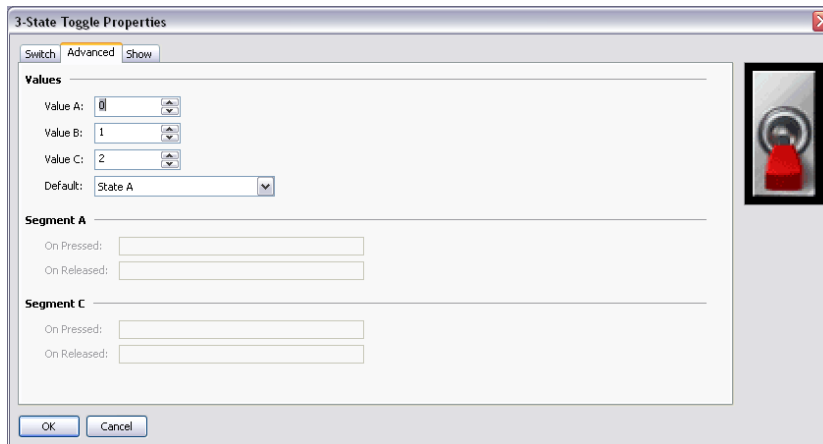 3-State Toggle Properties
Switch Advanced Show
Values
Value A: 0
Value B: 1
Value C: 2
Default: State A
Segment A
On Pressed:
On Released:
Segment C
On Pressed:
On Released:
OK Cancel